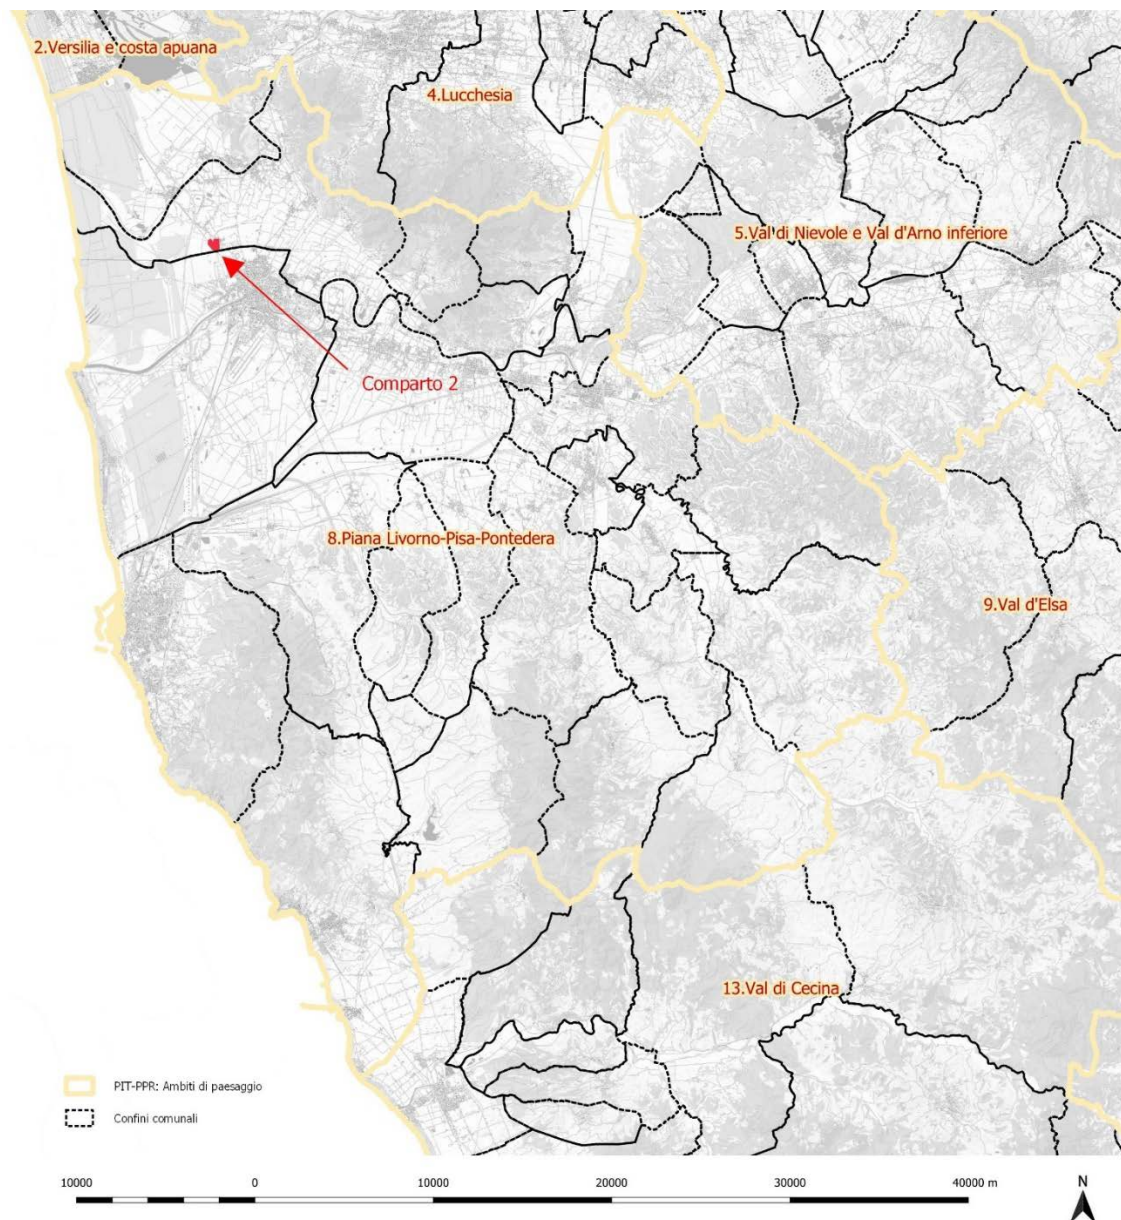 2.Versilia e costa apuana
4.Lucchesia
5.Val di Nievole e Val d'Arno inferiore
Comparto 2
8.Piana Livorno-Pisa-Pontedera
9.Val d'Elsa
13.Val di Cecina
PIT-PPR: Ambiti di paesaggio
Confini comunali
10000 0 10000 20000 30000 40000 m
N